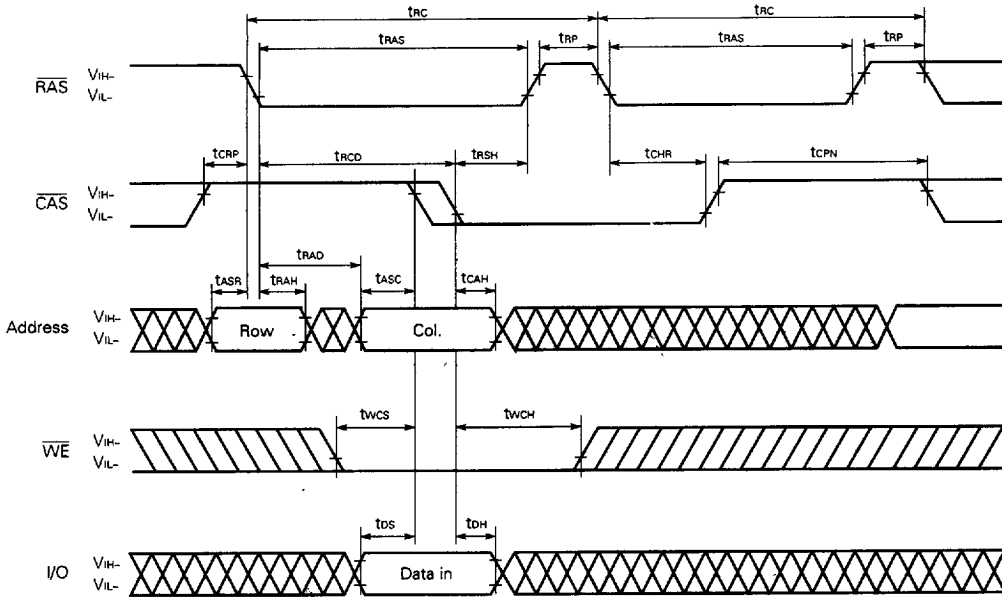 tRC tRC
tRAS tRP tRAS tRP
RAS VIH– VIL–
tCRP tRCD tRSH tCHR tCPN
CAS VIH– VIL–
tRAD
tASR tRAH tASC tCAH
Address VIH– VIL– Row Col.
tWCS tWCH
WE VIH– VIL–
tDS tDH
I/O VIH– VIL– Data in